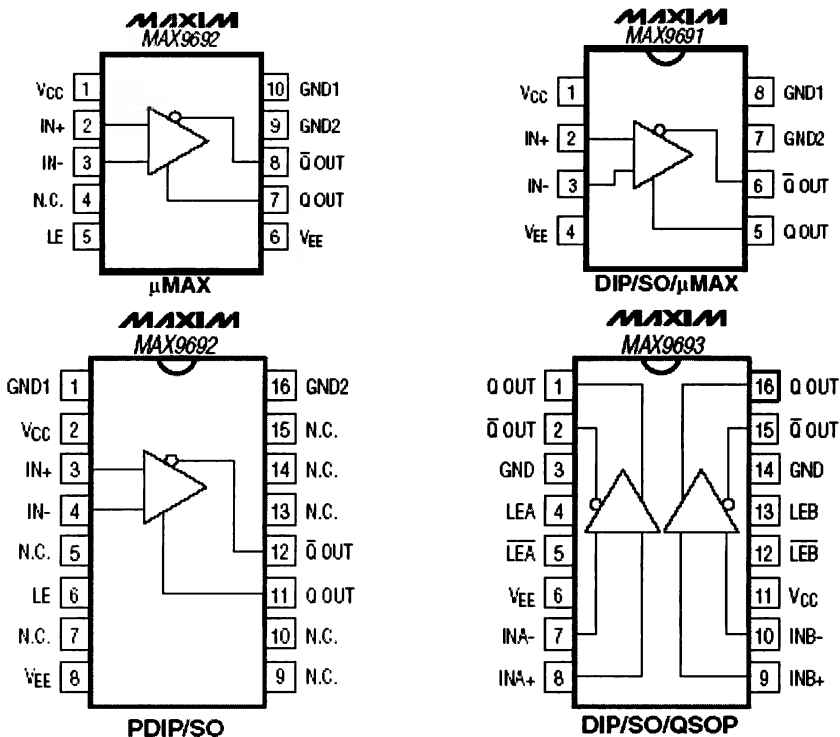 MAXIM
MAX9692
VCC 1 10 GND1
IN+ 2 9 GND2
IN- 3 8 Q̅ OUT
N.C. 4 7 Q OUT
LE 5 6 VEE
µMAX
MAXIM
MAX9691
VCC 1 8 GND1
IN+ 2 7 GND2
IN- 3 6 Q̅ OUT
VEE 4 5 Q OUT
DIP/SO/µMAX
MAXIM
MAX9692
GND1 1 16 GND2
VCC 2 15 N.C.
IN+ 3 14 N.C.
IN- 4 13 N.C.
N.C. 5 12 Q̅ OUT
LE 6 11 Q OUT
N.C. 7 10 N.C.
VEE 8 9 N.C.
PDIP/SO
MAXIM
MAX9693
Q OUT 1 16 Q OUT
Q̅ OUT 2 15 Q̅ OUT
GND 3 14 GND
LEA 4 13 LEB
L̅E̅A̅ 5 12 L̅E̅B̅
VEE 6 11 VCC
INA- 7 10 INB-
INA+ 8 9 INB+
DIP/SO/QSOP